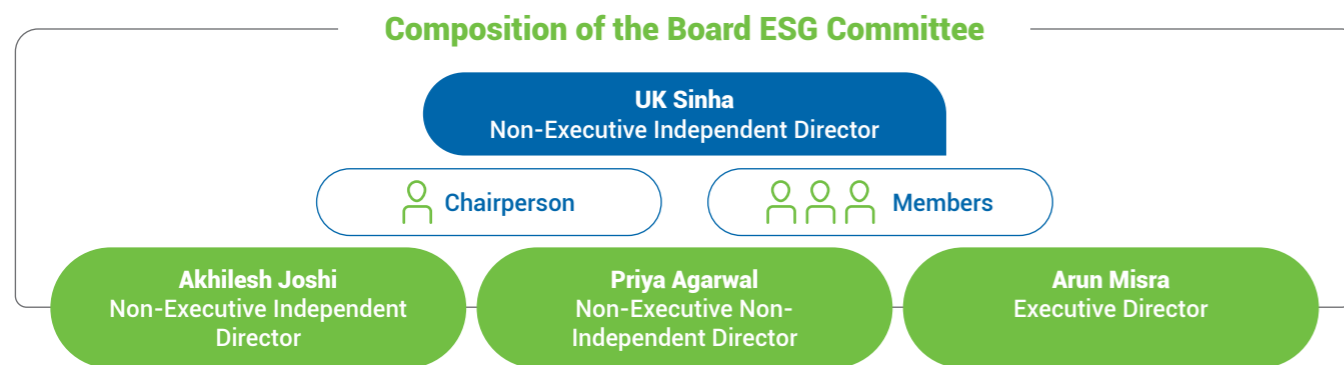 Composition of the Board ESG Committee
UK Sinha
Non-Executive Independent Director
Chairperson
Members
Akhilesh Joshi
Non-Executive Independent
Director
Priya Agarwal
Non-Executive Non-
Independent Director
Arun Misra
Executive Director